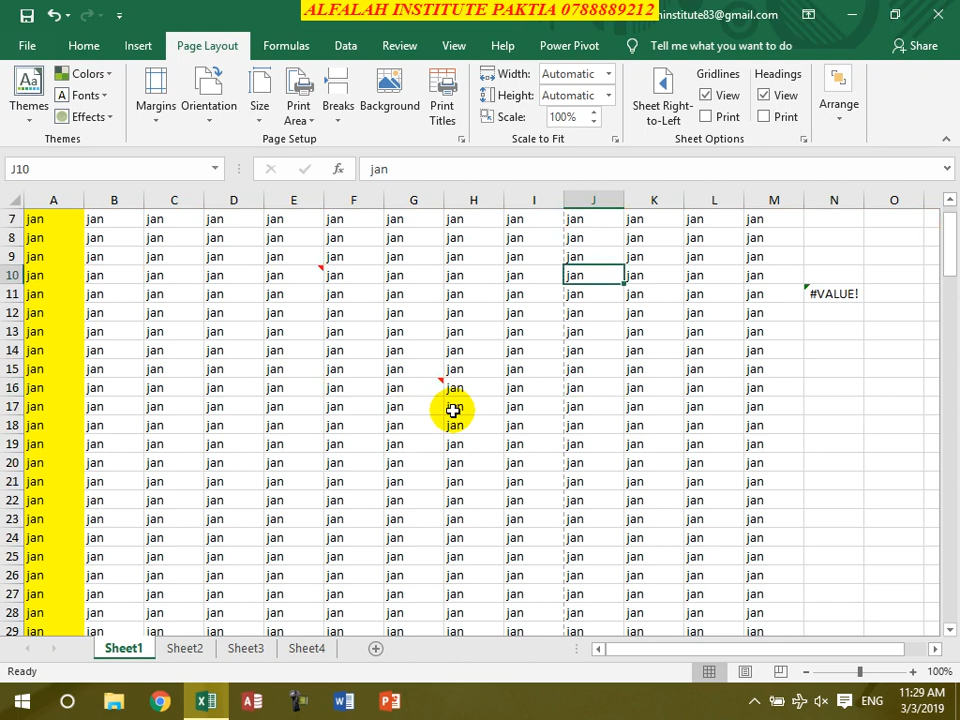 ALFALAH INSTITUTE PAKTIA 0788889212
ninstitute83@gmail.com
File Home Insert Page Layout Formulas Data Review View Help Power Pivot Tell me what you want to do Share
Themes
Colors
Fonts
Effects
Themes
Margins Orientation Size Print Area Breaks Background Print Titles
Page Setup
Width: Automatic
Height: Automatic
Scale: 100%
Scale to Fit
Sheet Right-to-Left
Gridlines Headings
View View
Print Print
Sheet Options
Arrange
J10 fx jan
A B C D E F G H I J K L M N O
7 jan jan jan jan jan jan jan jan jan jan jan jan jan
8 jan jan jan jan jan jan jan jan jan jan jan jan jan
9 jan jan jan jan jan jan jan jan jan jan jan jan jan
10 jan jan jan jan jan jan jan jan jan jan jan jan jan
11 jan jan jan jan jan jan jan jan jan jan jan jan jan #VALUE!
12 jan jan jan jan jan jan jan jan jan jan jan jan jan
13 jan jan jan jan jan jan jan jan jan jan jan jan jan
14 jan jan jan jan jan jan jan jan jan jan jan jan jan
15 jan jan jan jan jan jan jan jan jan jan jan jan jan
16 jan jan jan jan jan jan jan jan jan jan jan jan jan
17 jan jan jan jan jan jan jan jan jan jan jan jan
18 jan jan jan jan jan jan jan jan jan jan jan jan jan
19 jan jan jan jan jan jan jan jan jan jan jan jan jan
20 jan jan jan jan jan jan jan jan jan jan jan jan jan
21 jan jan jan jan jan jan jan jan jan jan jan jan jan
22 jan jan jan jan jan jan jan jan jan jan jan jan jan
23 jan jan jan jan jan jan jan jan jan jan jan jan jan
24 jan jan jan jan jan jan jan jan jan jan jan jan jan
25 jan jan jan jan jan jan jan jan jan jan jan jan jan
26 jan jan jan jan jan jan jan jan jan jan jan jan jan
27 jan jan jan jan jan jan jan jan jan jan jan jan jan
28 jan jan jan jan jan jan jan jan jan jan jan jan jan
29 jan jan jan jan jan jan jan jan jan jan jan jan jan
Sheet1 Sheet2 Sheet3 Sheet4
Ready 100%
ENG
11:29 AM
3/3/2019